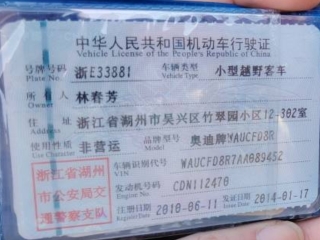 中华人民共和国机动车行驶证
Vehicle License of the People's Republic of China
号牌号码 浙E33881 车辆类型 小型越野客车
Plate No. Vehicle Type
所有人 林春芳
Owner
住址 浙江省湖州市吴兴区竹翠园小区12-302室
Address
使用性质 非营运 品牌型号 奥迪牌WAUCFD8R
Use Character Model
浙江省湖州市公安局交通警察支队
车辆识别代号 WAUCFD8R7AA089452
VIN
发动机号码 CDN112470
Engine No.
注册日期 2010-06-11 发证日期 2014-01-17
Register Date Issue Date